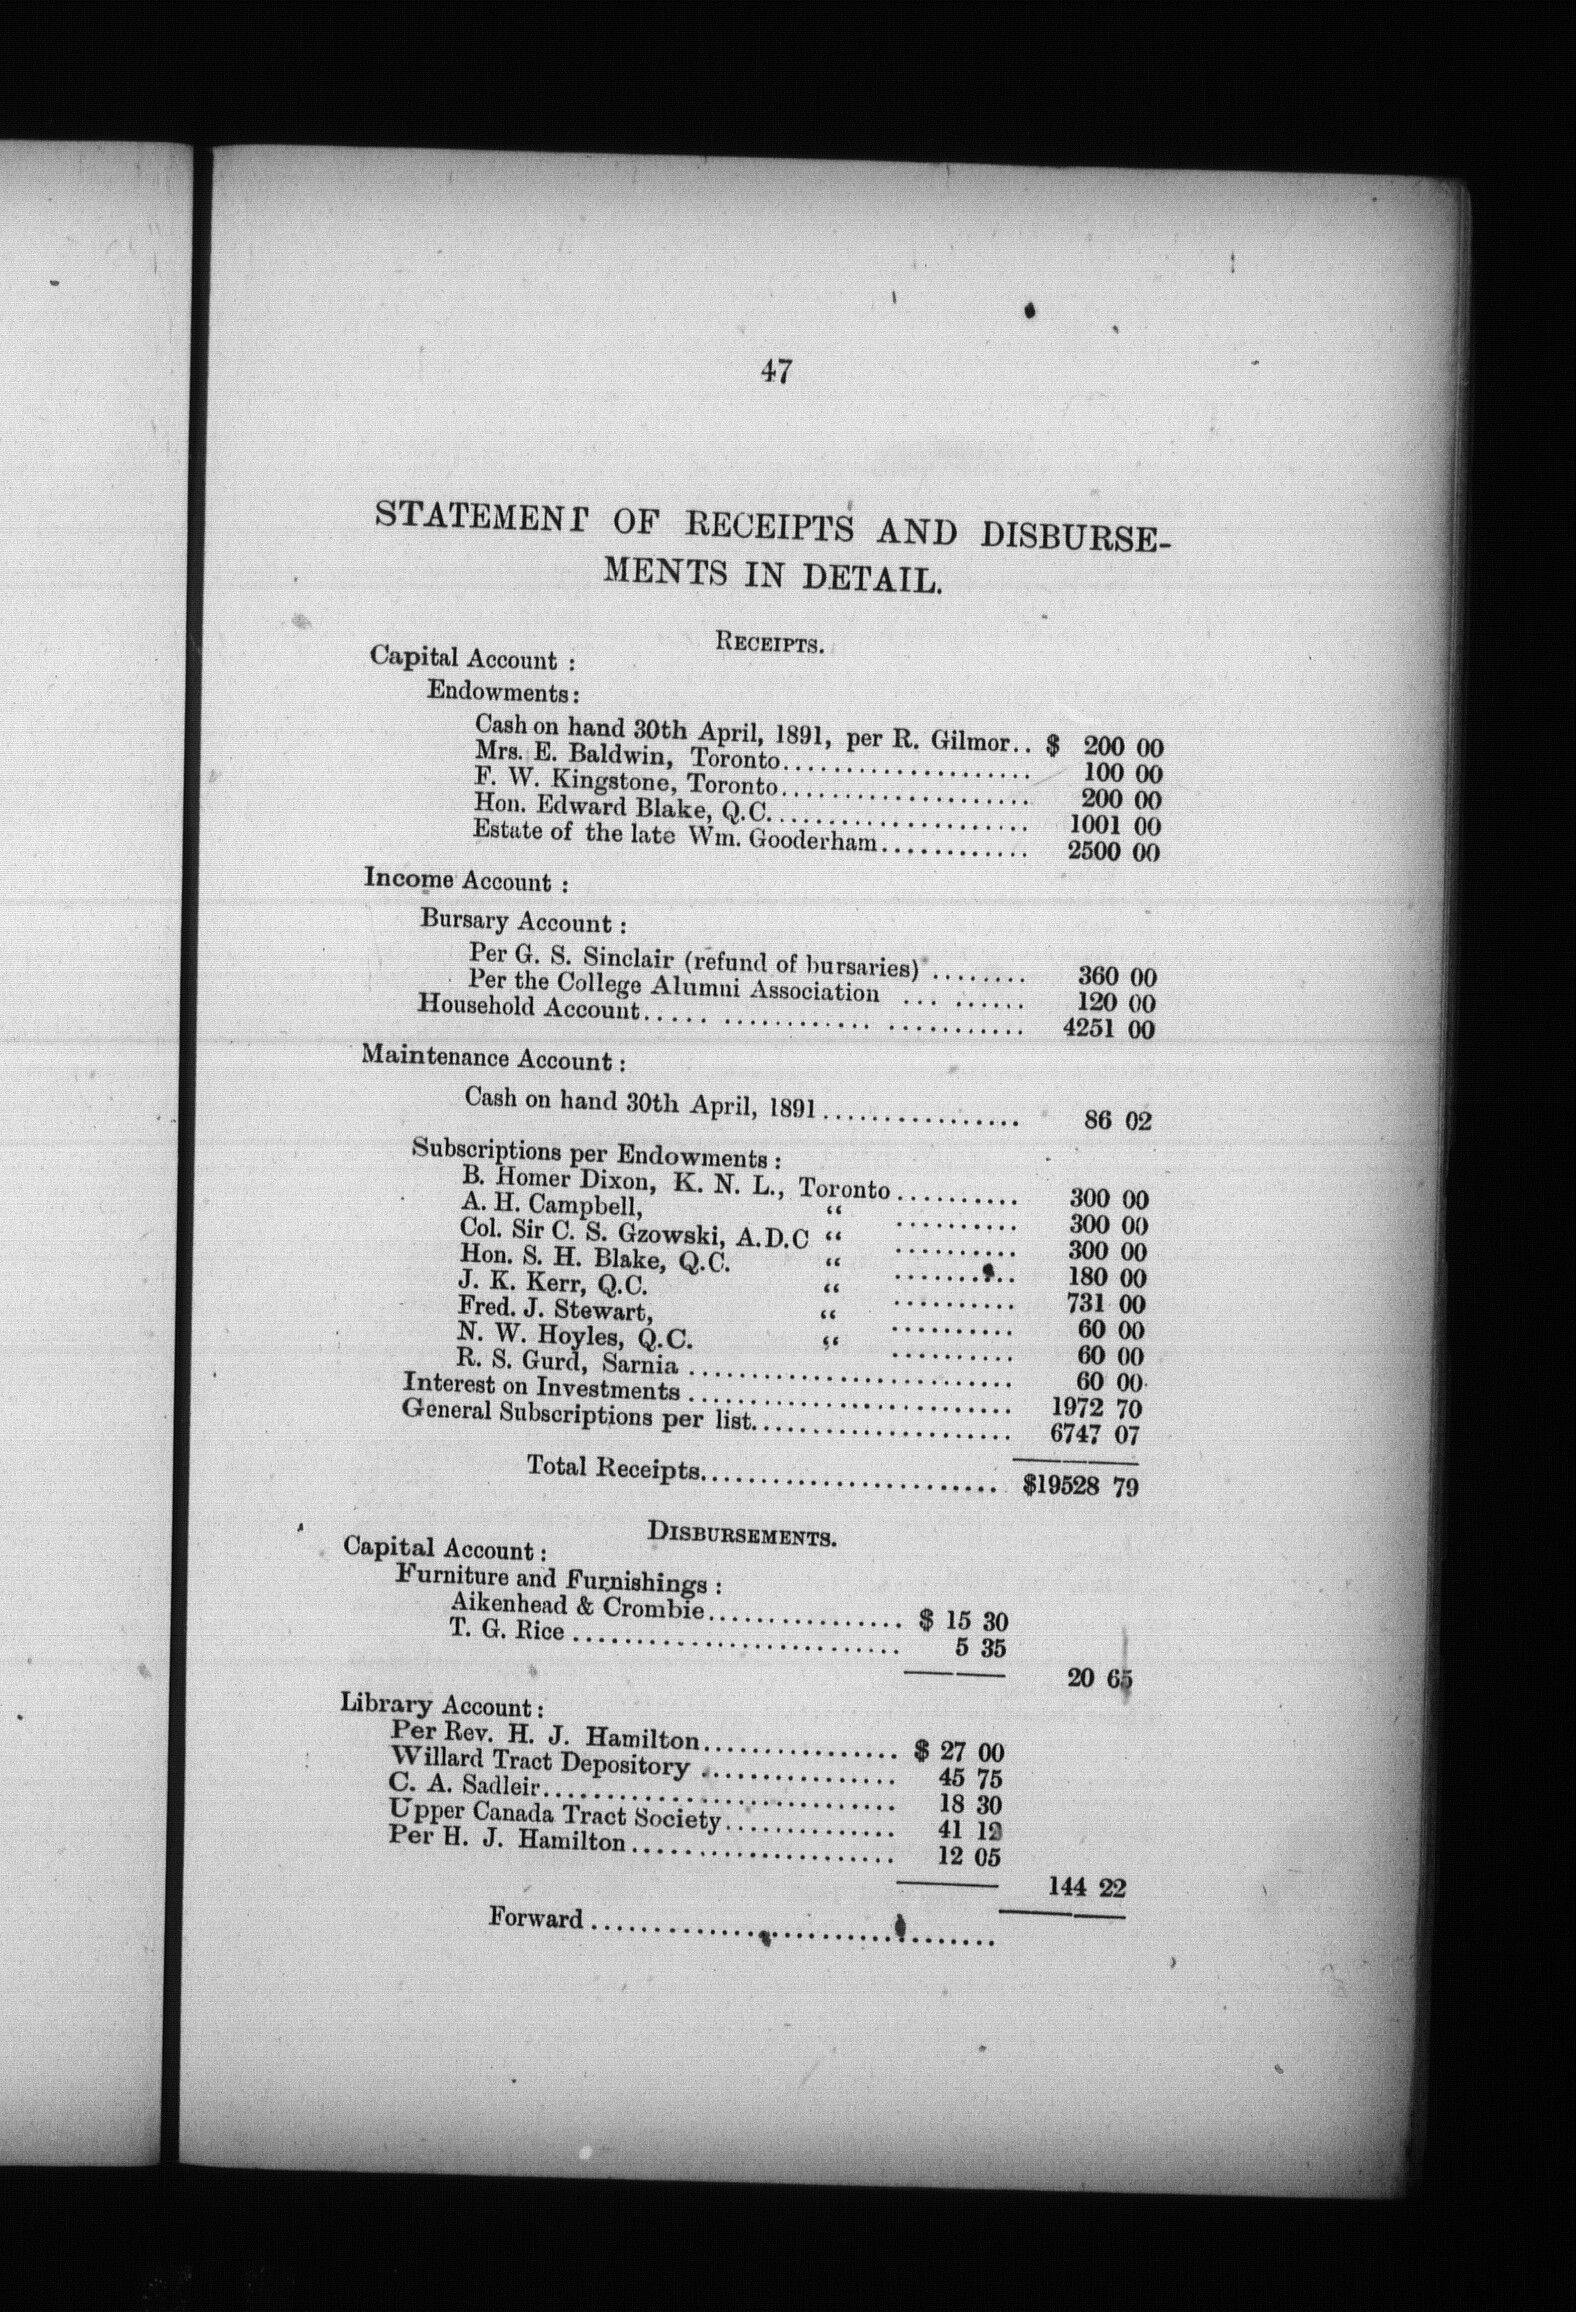 47
STATEMENT OF RECEIPTS AND DISBURSE-
MENTS IN DETAIL.
RECEIPTS.
Capital Account :
Endowments:
Cash on hand 30th April, 1891, per R. Gilmor.. $ 200 00
Mrs. E. Baldwin, Toronto.................... 100 00
F. W. Kingstone, Toronto.................... 200 00
Hon. Edward Blake, Q.C..................... 1001 00
Estate of the late Wm. Gooderham............ 2500 00
Income Account :
Bursary Account :
Per G. S. Sinclair (refund of bursaries) ........ 360 00
Per the College Alumni Association ... ...... 120 00
Household Account..... ............ ........... 4251 00
Maintenance Account :
Cash on hand 30th April, 1891 ................ 86 02
Subscriptions per Endowments :
B. Homer Dixon, K. N. L., Toronto .......... 300 00
A. H. Campbell, “ .......... 300 00
Col. Sir C. S. Gzowski, A.D.C “ .......... 300 00
Hon. S. H. Blake, Q.C. “ .......... 180 00
J. K. Kerr, Q.C. “ .......... 731 00
Fred. J. Stewart, “ .......... 60 00
N. W. Hoyles, Q.C. “ .......... 60 00
R. S. Gurd, Sarnia .......................... 60 00
Interest on Investments .......................... 1972 70
General Subscriptions per list..................... 6747 07
Total Receipts........................ $19528 79
DISBURSEMENTS.
Capital Account :
Furniture and Furnishings :
Aikenhead & Crombie................ $ 15 30
T. G. Rice .......................... 5 35
20 65
Library Account :
Per Rev. H. J. Hamilton................ $ 27 00
Willard Tract Depository ................ 45 75
C. A. Sadleir............................ 18 30
Upper Canada Tract Society.............. 41 12
Per H. J. Hamilton ..................... 12 05
144 22
Forward ................................